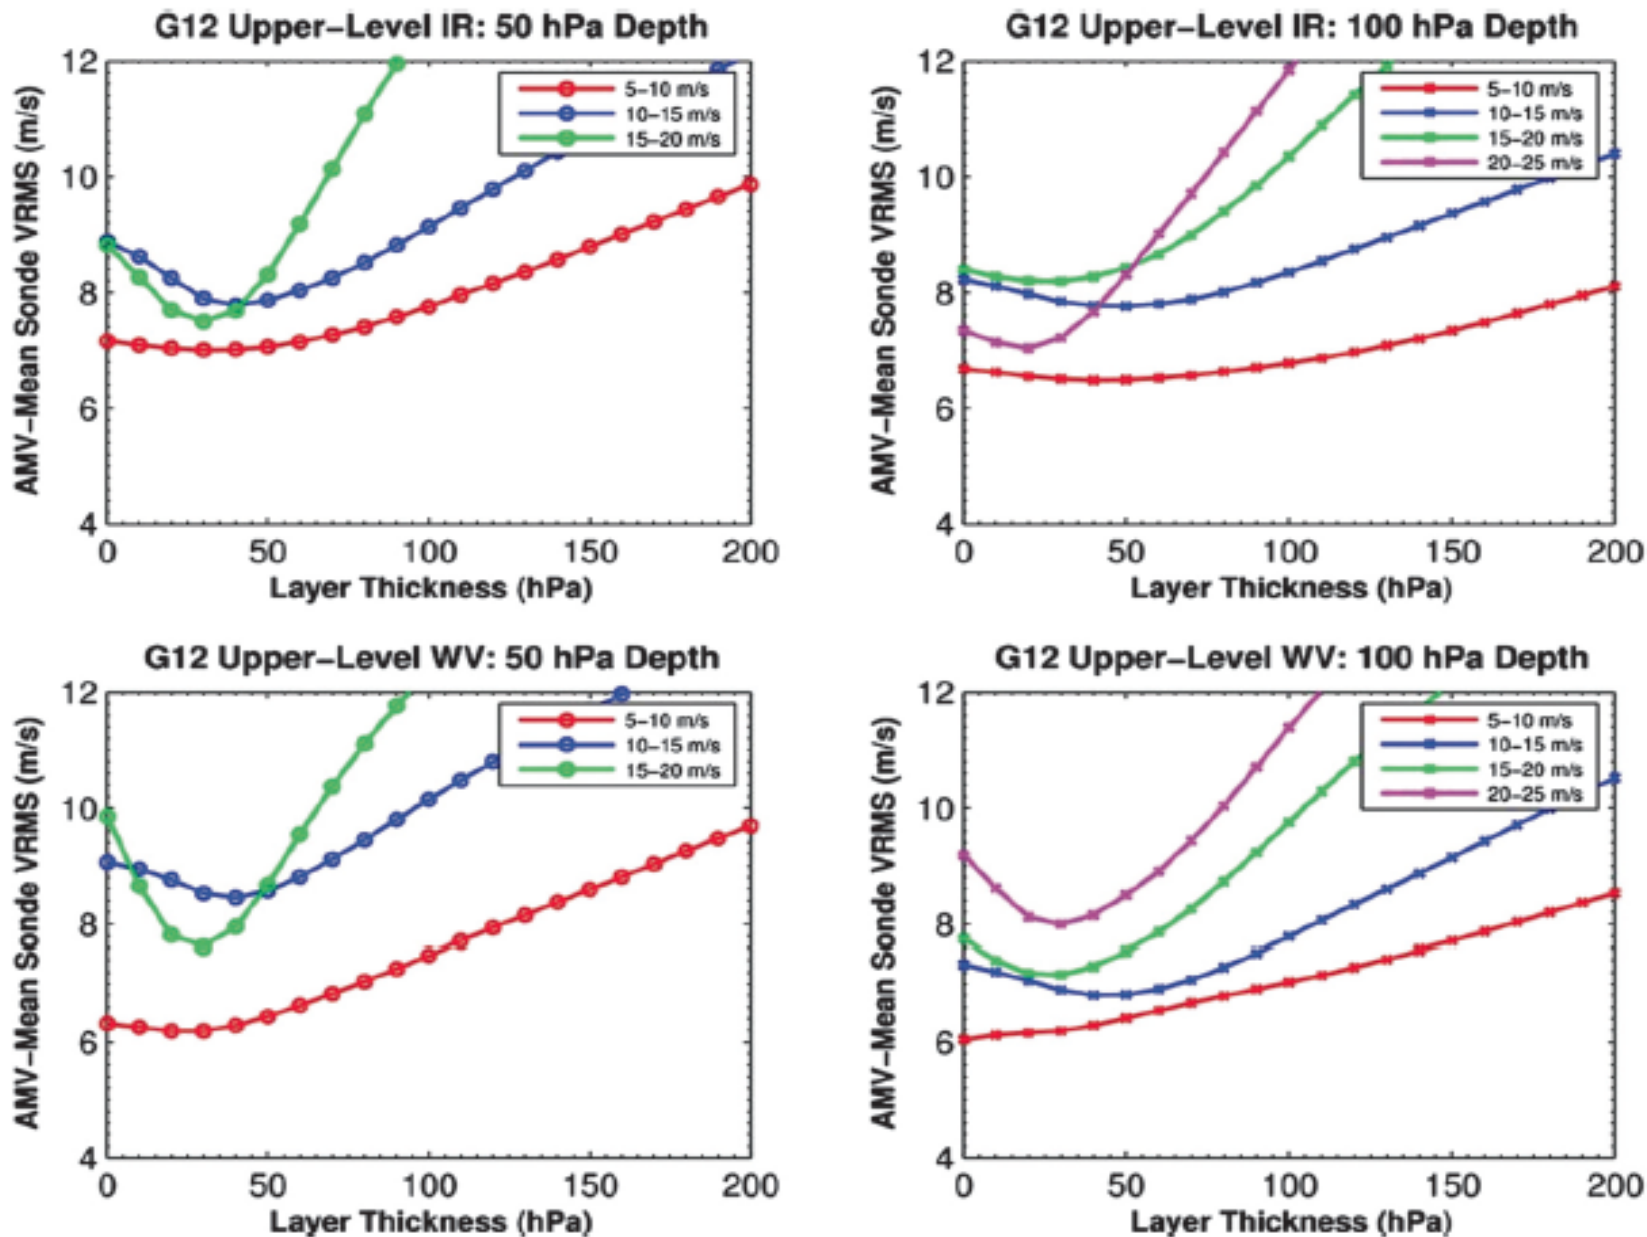 G12 Upper-Level IR: 50 hPa Depth
AMV-Mean Sonde VRMS (m/s)
12
10
8
6
4
5-10 m/s
10-15 m/s
15-20 m/s
0 50 100 150 200
Layer Thickness (hPa)
G12 Upper-Level IR: 100 hPa Depth
AMV-Mean Sonde VRMS (m/s)
12
10
8
6
4
5-10 m/s
10-15 m/s
15-20 m/s
20-25 m/s
0 50 100 150 200
Layer Thickness (hPa)
G12 Upper-Level WV: 50 hPa Depth
AMV-Mean Sonde VRMS (m/s)
12
10
8
6
4
5-10 m/s
10-15 m/s
15-20 m/s
0 50 100 150 200
Layer Thickness (hPa)
G12 Upper-Level WV: 100 hPa Depth
AMV-Mean Sonde VRMS (m/s)
12
10
8
6
4
5-10 m/s
10-15 m/s
15-20 m/s
20-25 m/s
0 50 100 150 200
Layer Thickness (hPa)